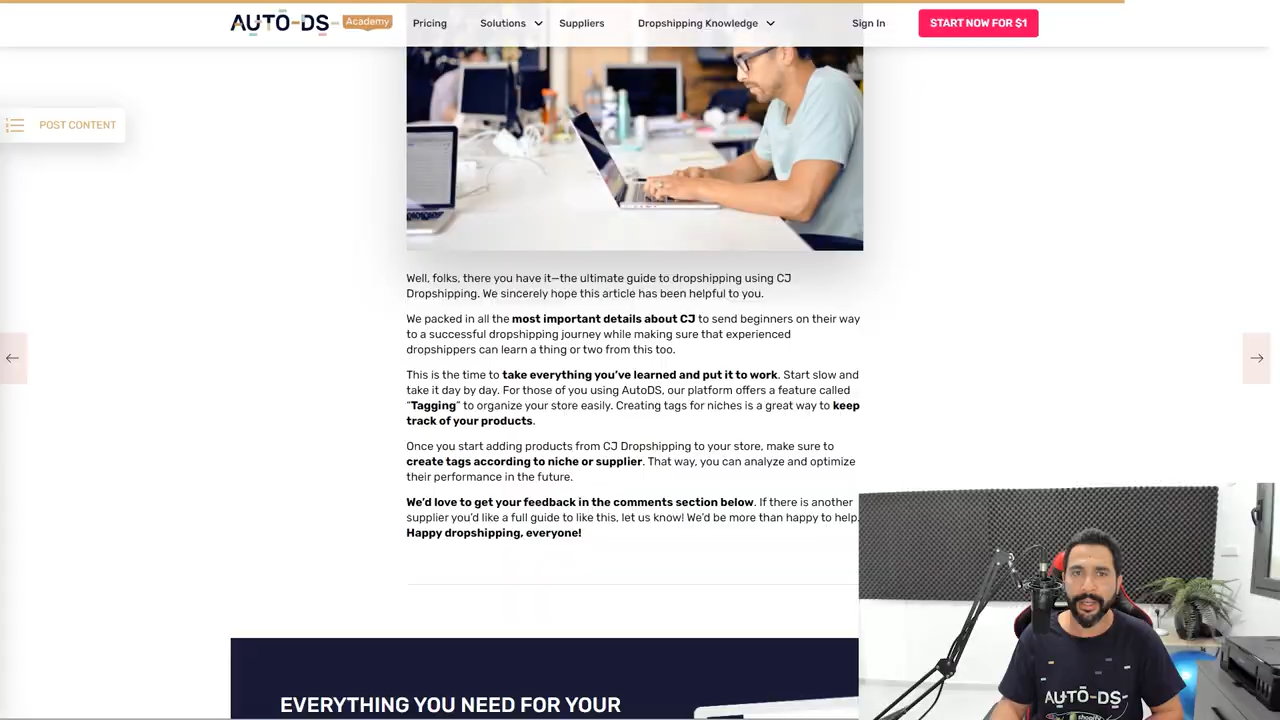 AUTO-DS- Academy
Pricing
Solutions
Suppliers
Dropshipping Knowledge
Sign In
START NOW FOR $1
POST CONTENT
Well, folks, there you have it—the ultimate guide to dropshipping using CJ
Dropshipping. We sincerely hope this article has been helpful to you.
We packed in all the most important details about CJ to send beginners on their way
to a successful dropshipping journey while making sure that experienced
dropshippers can learn a thing or two from this too.
This is the time to take everything you've learned and put it to work. Start slow and
take it day by day. For those of you using AutoDS, our platform offers a feature called
“Tagging” to organize your store easily. Creating tags for niches is a great way to keep
track of your products.
Once you start adding products from CJ Dropshipping to your store, make sure to
create tags according to niche or supplier. That way, you can analyze and optimize
their performance in the future.
We'd love to get your feedback in the comments section below. If there is another
supplier you'd like a full guide to like this, let us know! We'd be more than happy to help.
Happy dropshipping, everyone!
EVERYTHING YOU NEED FOR YOUR
AUTO-DS-
shopify